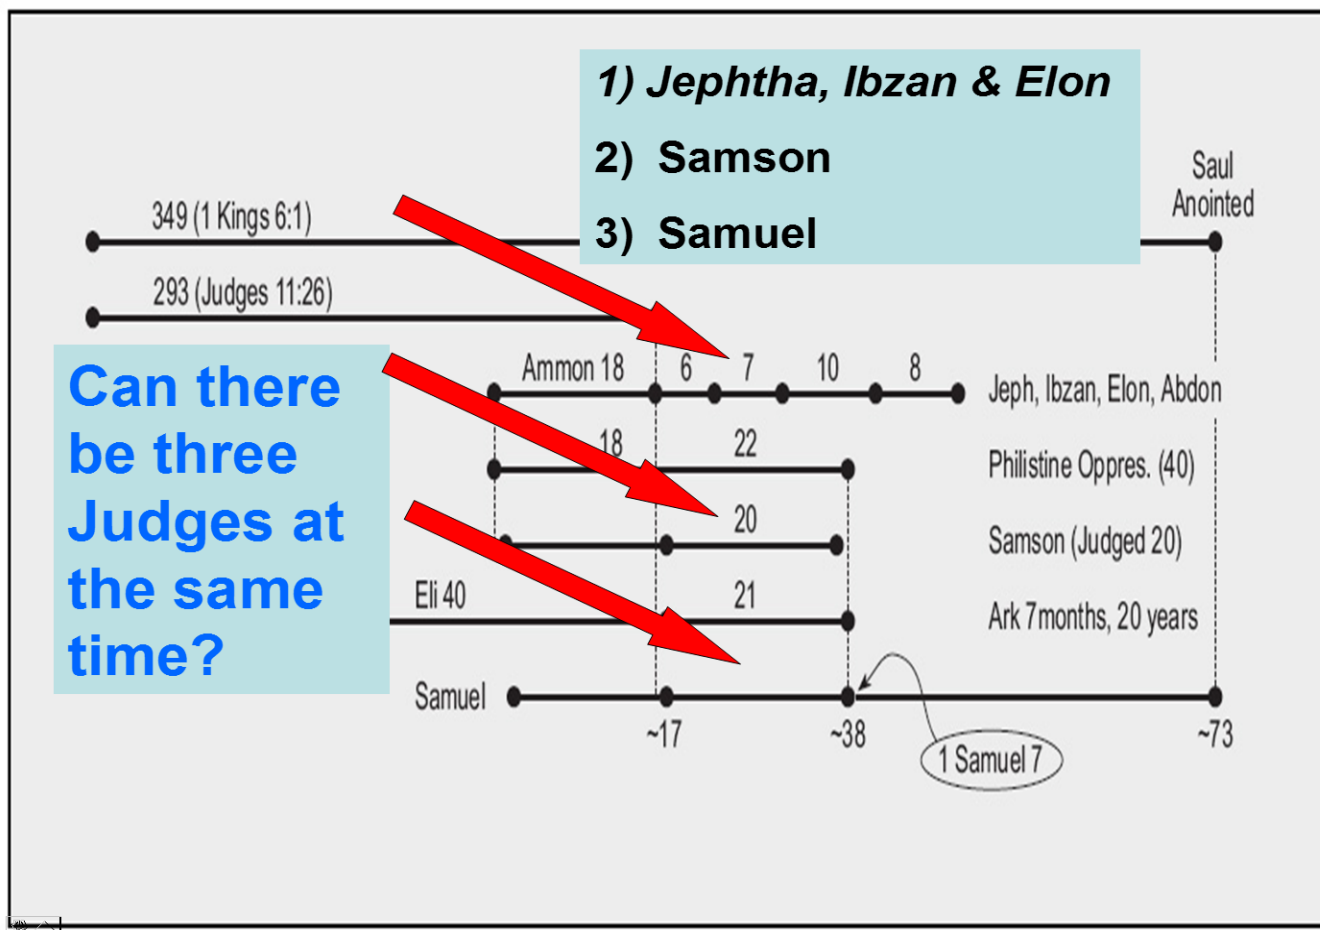 1) Jephtha, Ibzan & Elon
2) Samson
3) Samuel
Saul
Anointed
349 (1 Kings 6:1)
293 (Judges 11:26)
Can there
be three
Judges at
the same
time?
Ammon 18 6 7 10 8 Jeph, Ibzan, Elon, Abdon
18 22 Philistine Oppres. (40)
20 Samson (Judged 20)
Eli 40 21 Ark 7months, 20 years
Samuel
~17 ~38 ~73
1 Samuel 7